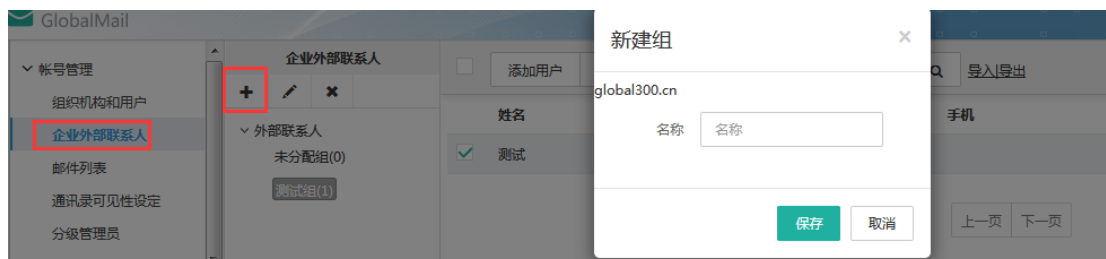 GlobalMail
帐号管理
组织机构和用户
企业外部联系人
邮件列表
通讯录可见性设定
分级管理员
企业外部联系人
外部联系人
未分配组(0)
测试组(1)
添加用户
导入|导出
姓名
手机
测试
上一页 下一页
新建组
global300.cn
名称 名称
保存 取消